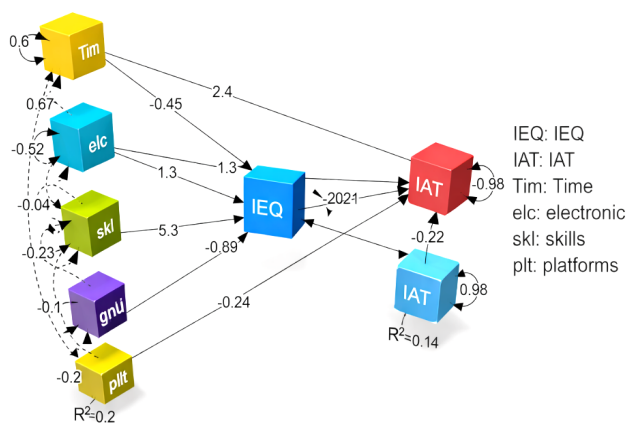 0.6
Tim
2.4
0.67
-0.45
elc
-0.52
1.3
1.3
IEQ: IEQ
IAT: IAT
Tim: Time
elc: electronic
skl: skills
plt: platforms
IAT
-0.98
IEQ
-2021
-0.04
skl
5.3
-0.22
-0.23
-0.89
gnü
-0.1
-0.24
IAT
0.98
R²=0.14
-0.2
pllt
R²=0.2